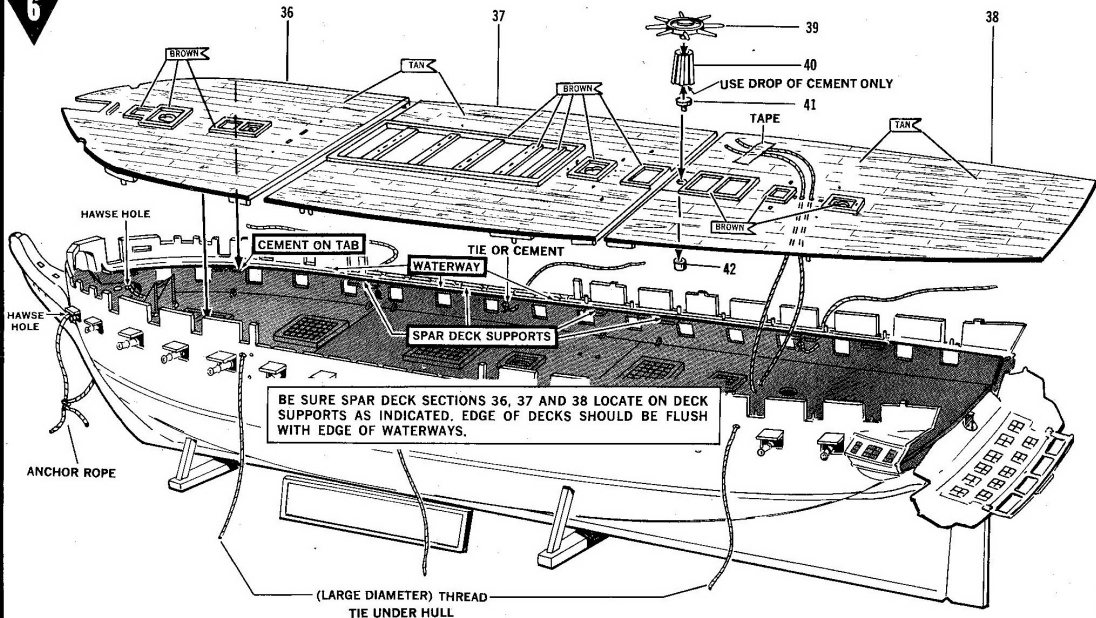 6
36
37
38
39
40
USE DROP OF CEMENT ONLY
41
TAPE
BROWN
TAN
BROWN
TAN
BROWN
HAWSE HOLE
CEMENT ON TAB
TIE OR CEMENT
WATERWAY
42
HAWSE
HOLE
SPAR DECK SUPPORTS
BE SURE SPAR DECK SECTIONS 36, 37 AND 38 LOCATE ON DECK
SUPPORTS AS INDICATED. EDGE OF DECKS SHOULD BE FLUSH
WITH EDGE OF WATERWAYS.
ANCHOR ROPE
(LARGE DIAMETER) THREAD
TIE UNDER HULL